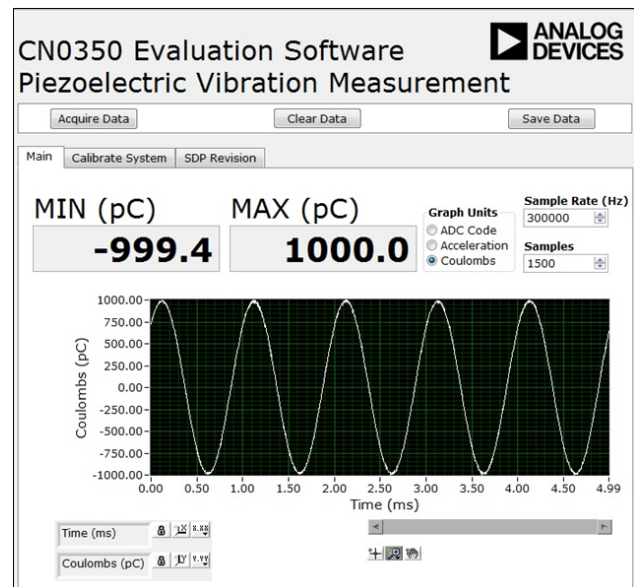 CN0350 Evaluation Software
Piezoelectric Vibration Measurement
ANALOG
DEVICES
Acquire Data
Clear Data
Save Data
Main
Calibrate System
SDP Revision
MIN (pC)
-999.4
MAX (pC)
1000.0
Graph Units
ADC Code
Acceleration
Coulombs
Sample Rate (Hz)
300000
Samples
1500
Coulombs (pC)
1000.00
750.00
500.00
250.00
0.00
-250.00
-500.00
-750.00
-1000.00
0.00 0.50 1.00 1.50 2.00 2.50 3.00 3.50 4.00 4.50 4.99
Time (ms)
Time (ms)
Coulombs (pC)